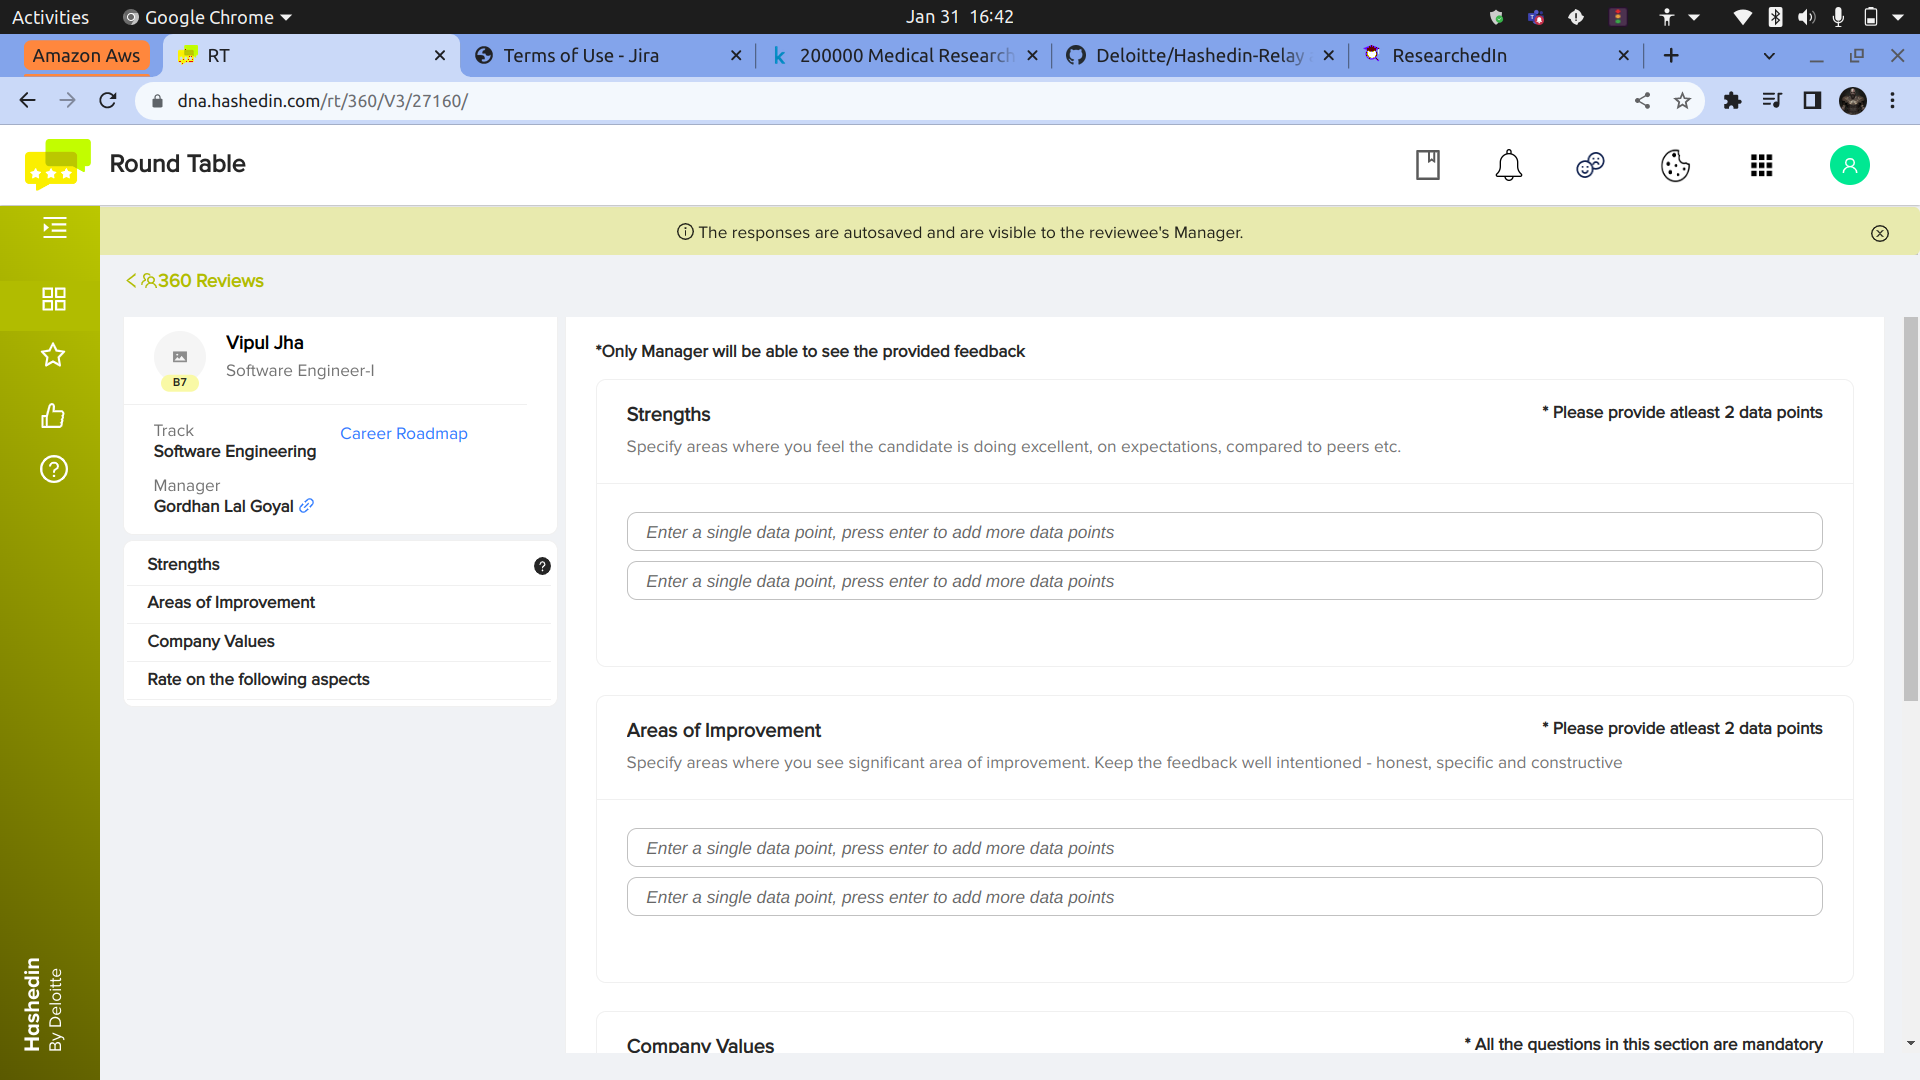 Activities
Google Chrome
Jan 31 16:42
Amazon Aws
RT
Terms of Use - Jira
200000 Medical Research
Deloitte/Hashedin-Relay
ResearchedIn
dna.hashedin.com/rt/360/V3/27160/
Round Table
The responses are autosaved and are visible to the reviewee's Manager.
360 Reviews
Vipul Jha
Software Engineer-I
B7
Track
Software Engineering
Career Roadmap
Manager
Gordhan Lal Goyal
Strengths
Areas of Improvement
Company Values
Rate on the following aspects
*Only Manager will be able to see the provided feedback
Strengths
* Please provide atleast 2 data points
Specify areas where you feel the candidate is doing excellent, on expectations, compared to peers etc.
Enter a single data point, press enter to add more data points
Enter a single data point, press enter to add more data points
Areas of Improvement
* Please provide atleast 2 data points
Specify areas where you see significant area of improvement. Keep the feedback well intentioned - honest, specific and constructive
Enter a single data point, press enter to add more data points
Enter a single data point, press enter to add more data points
Company Values
* All the questions in this section are mandatory
Hashedin
By Deloitte